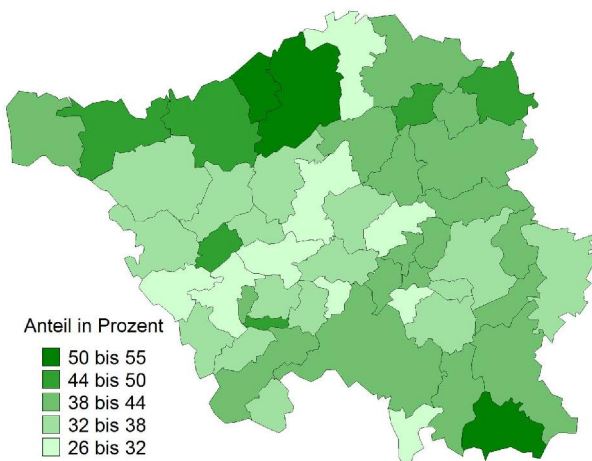 Anteil in Prozent
50 bis 55
44 bis 50
38 bis 44
32 bis 38
26 bis 32